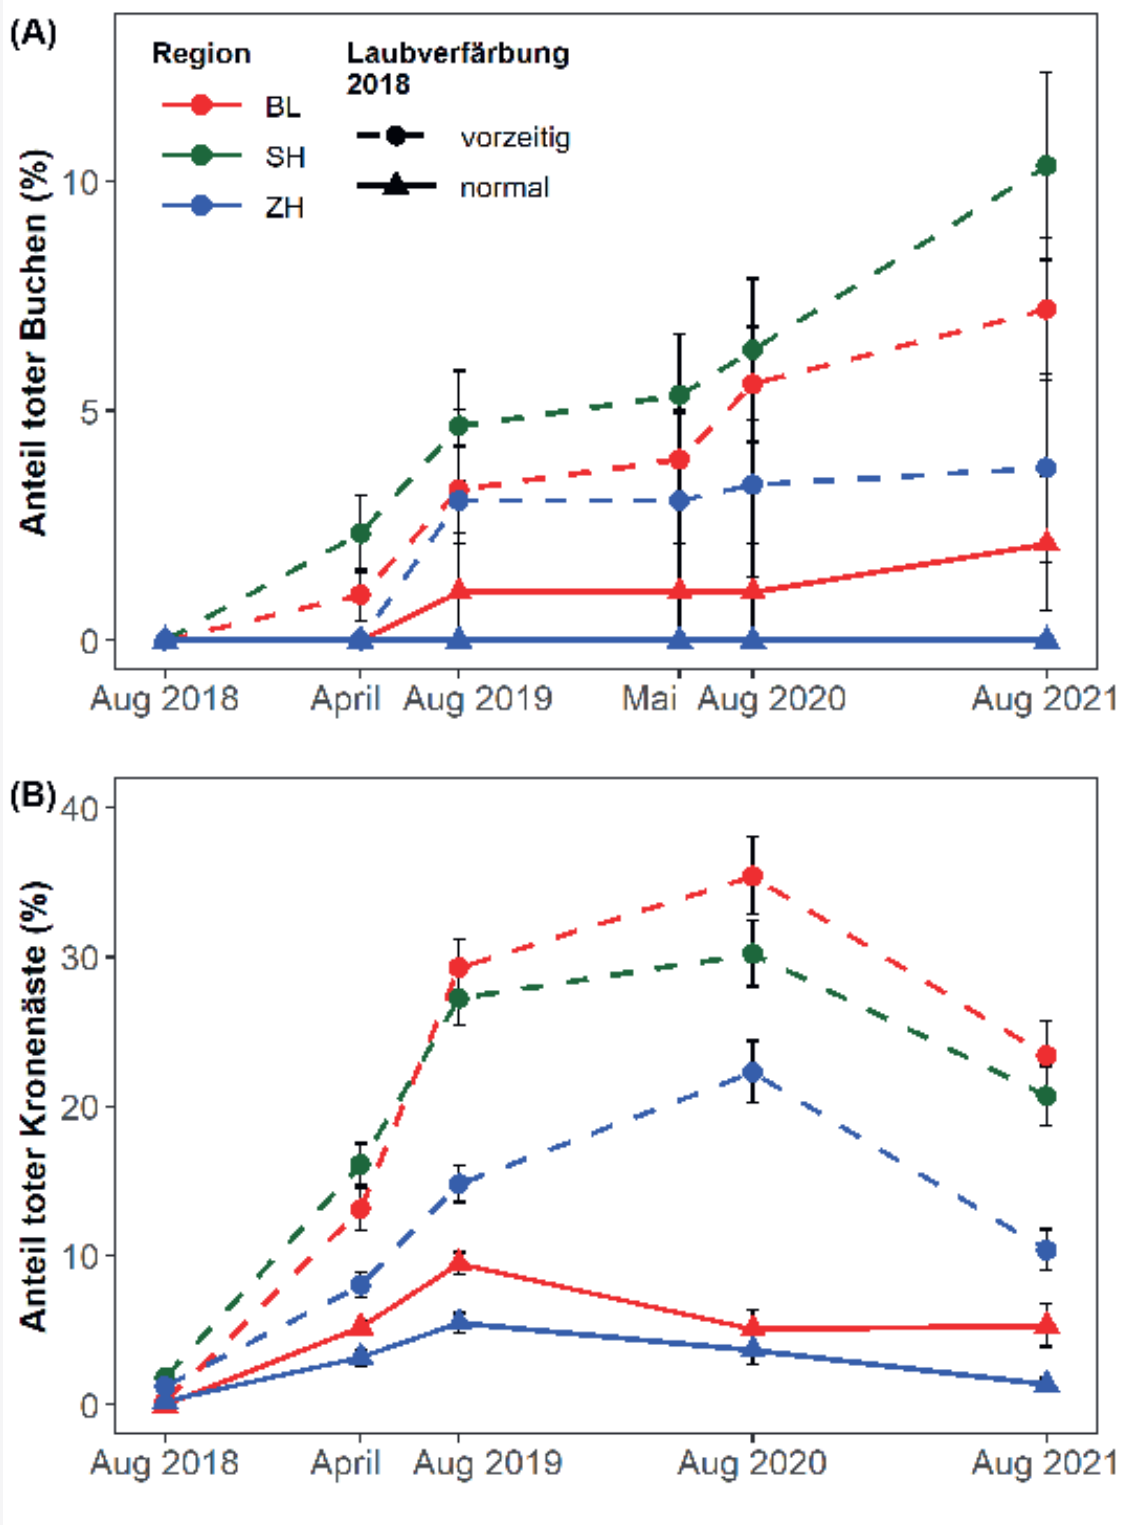 (A)
Region
Laubverfärbung
2018
BL
SH
ZH
vorzeitig
normal
Anteil toter Buchen (%)
10
5
0
Aug 2018 April Aug 2019 Mai Aug 2020 Aug 2021
(B)
Anteil toter Kronenäste (%)
40
30
20
10
0
Aug 2018 April Aug 2019 Aug 2020 Aug 2021